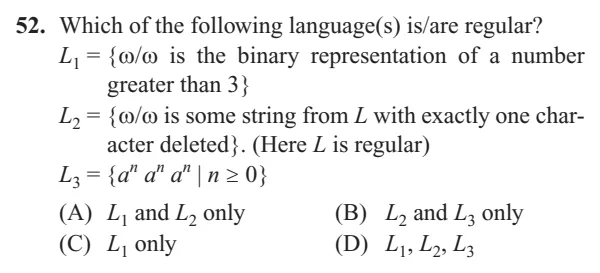 52. Which of the following language(s) is/are regular?
L₁ = {ω/ω is the binary representation of a number
greater than 3}
L₂ = {ω/ω is some string from L with exactly one char-
acter deleted}. (Here L is regular)
L₃ = {aⁿ aⁿ aⁿ | n ≥ 0}
(A) L₁ and L₂ only (B) L₂ and L₃ only
(C) L₁ only (D) L₁, L₂, L₃